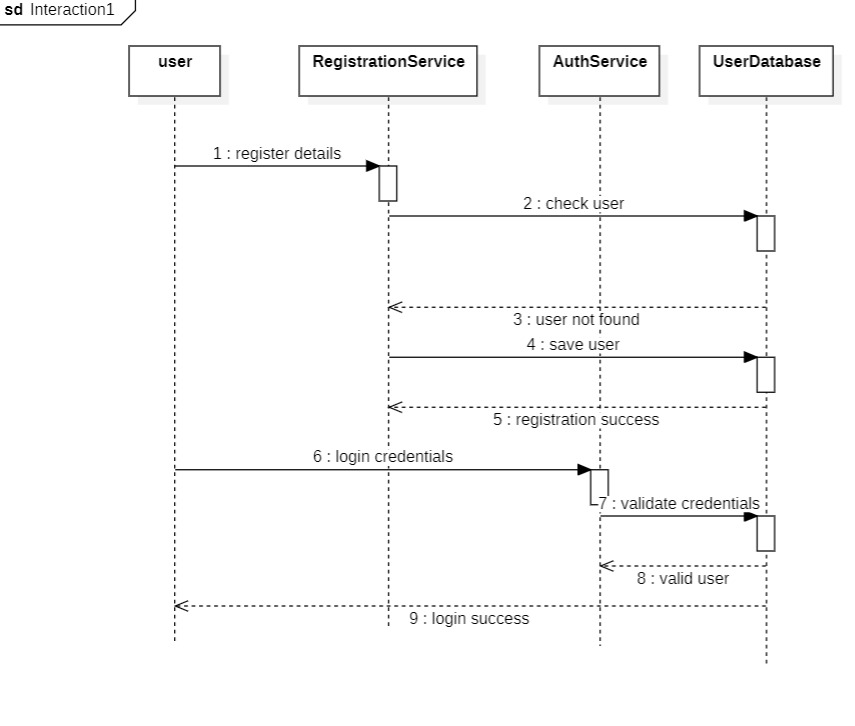 sd Interaction1
user
RegistrationService
AuthService
UserDatabase
1 : register details
2 : check user
3 : user not found
4 : save user
5 : registration success
6 : login credentials
7 : validate credentials
8 : valid user
9 : login success